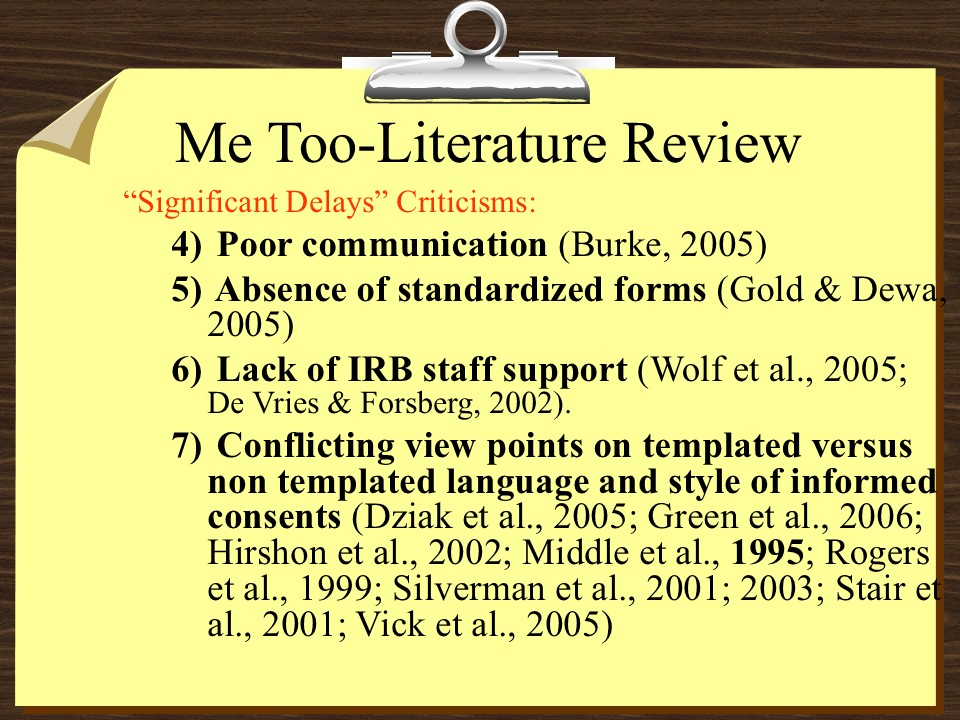 Me Too-Literature Review
“Significant Delays” Criticisms:
4) Poor communication (Burke, 2005)
5) Absence of standardized forms (Gold & Dewa,
2005)
6) Lack of IRB staff support (Wolf et al., 2005;
De Vries & Forsberg, 2002).
7) Conflicting view points on templated versus
non templated language and style of informed
consents (Dziak et al., 2005; Green et al., 2006;
Hirshon et al., 2002; Middle et al., 1995; Rogers
et al., 1999; Silverman et al., 2001; 2003; Stair et
al., 2001; Vick et al., 2005)